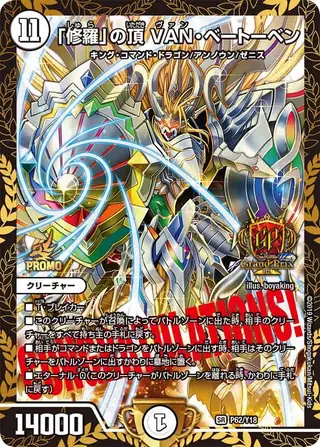 11
しゅら いただき ヴァン
「修羅」の頂 VAN・ベートーベン
キング・コマンド・ドラゴン/アンノウン/ゼニス
GP
Grand Prix
PROMO
illus. boyaking
クリーチャー
CONGRATULATIONS!
■T・ブレイカー
■このクリーチャーが召喚によってバトルゾーンに出た時、相手のクリ
ーチャーをすべて持ち主の手札に戻す。
■相手がコマンドまたはドラゴンをバトルゾーンに出す時、相手はそのクリ
ーチャーをバトルゾーンに出すかわりに墓地に置く。
■エターナル・Ω(このクリーチャーがバトルゾーンを離れる時、かわりに手札
に戻す)
14000
1
SR P62/Y18